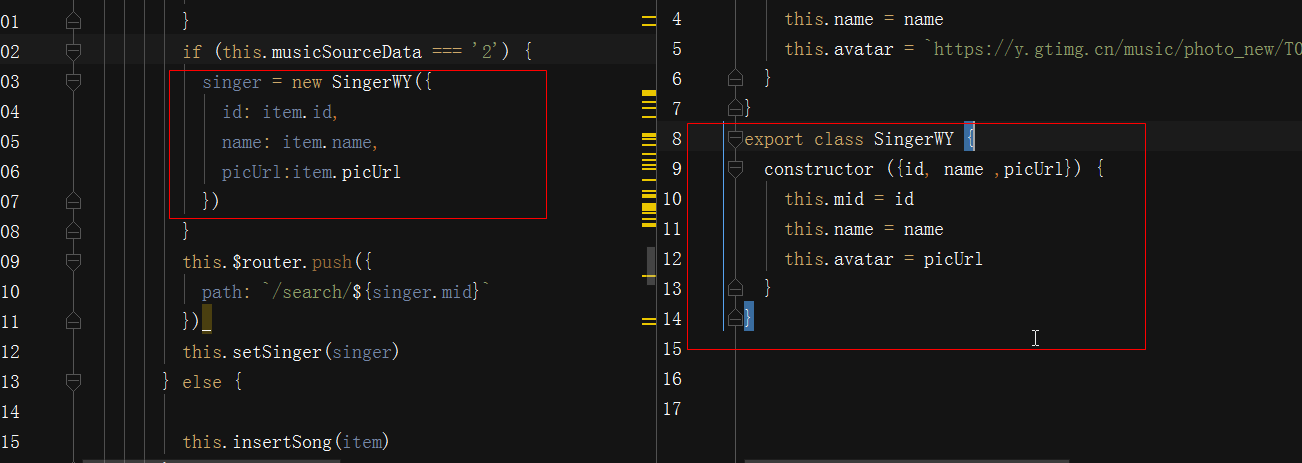 01 }
02 if (this.musicSourceData === '2') {
03 singer = new SingerWY({
04 id: item.id,
05 name: item.name,
06 picUrl:item.picUrl
07 })
08 }
09 this.$router.push({
10 path: `/search/${singer.mid}`
11 })
12 this.setSinger(singer)
13 } else {
14
15 this.insertSong(item)
4 this.name = name
5 this.avatar = `https://y.gtimg.cn/music/photo_new/T0
6 }
7 }
8 export class SingerWY {
9 constructor ({id, name ,picUrl}) {
10 this.mid = id
11 this.name = name
12 this.avatar = picUrl
13 }
14 }
15
16
17